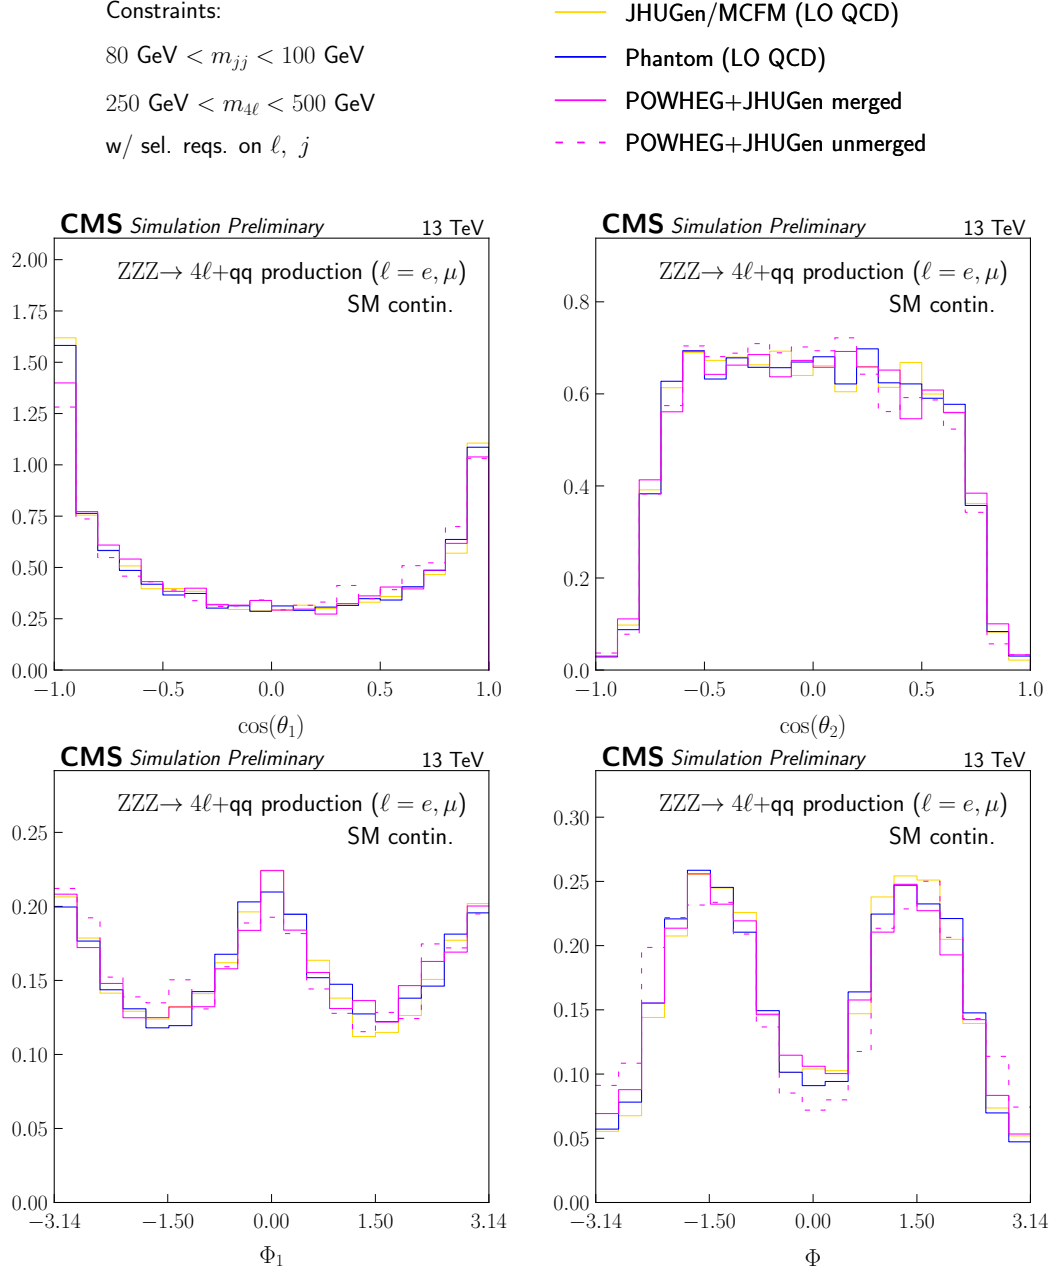 Constraints:
80 GeV < m_{jj} < 100 GeV
250 GeV < m_{4ℓ} < 500 GeV
w/ sel. reqs. on ℓ, j
JHUGen/MCFM (LO QCD)
Phantom (LO QCD)
POWHEG+JHUGen merged
POWHEG+JHUGen unmerged
CMS Simulation Preliminary 13 TeV
ZZZ→ 4ℓ+qq production (ℓ = e, μ)
SM contin.
2.00
1.75
1.50
1.25
1.00
0.75
0.50
0.25
0.00
−1.0 −0.5 0.0 0.5 1.0
cos(θ₁)
CMS Simulation Preliminary 13 TeV
ZZZ→ 4ℓ+qq production (ℓ = e, μ)
SM contin.
0.8
0.6
0.4
0.2
0.0
−1.0 −0.5 0.0 0.5 1.0
cos(θ₂)
CMS Simulation Preliminary 13 TeV
ZZZ→ 4ℓ+qq production (ℓ = e, μ)
SM contin.
0.25
0.20
0.15
0.10
0.05
0.00
−3.14 −1.50 0.00 1.50 3.14
Φ₁
CMS Simulation Preliminary 13 TeV
ZZZ→ 4ℓ+qq production (ℓ = e, μ)
SM contin.
0.30
0.25
0.20
0.15
0.10
0.05
0.00
−3.14 −1.50 0.00 1.50 3.14
Φ